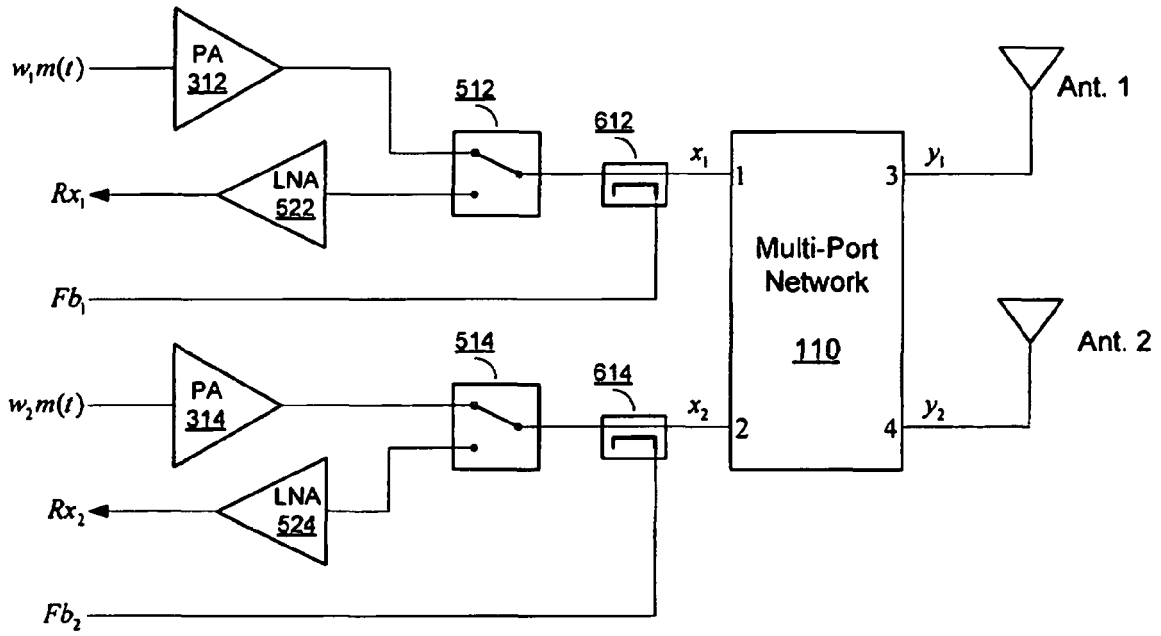 w₁m(t)
PA
312
Rx₁
LNA
522
Fb₁
512
612
x₁
1
3
y₁
Ant. 1
Multi-Port
Network
110
w₂m(t)
PA
314
Rx₂
LNA
524
Fb₂
514
614
x₂
2
4
y₂
Ant. 2